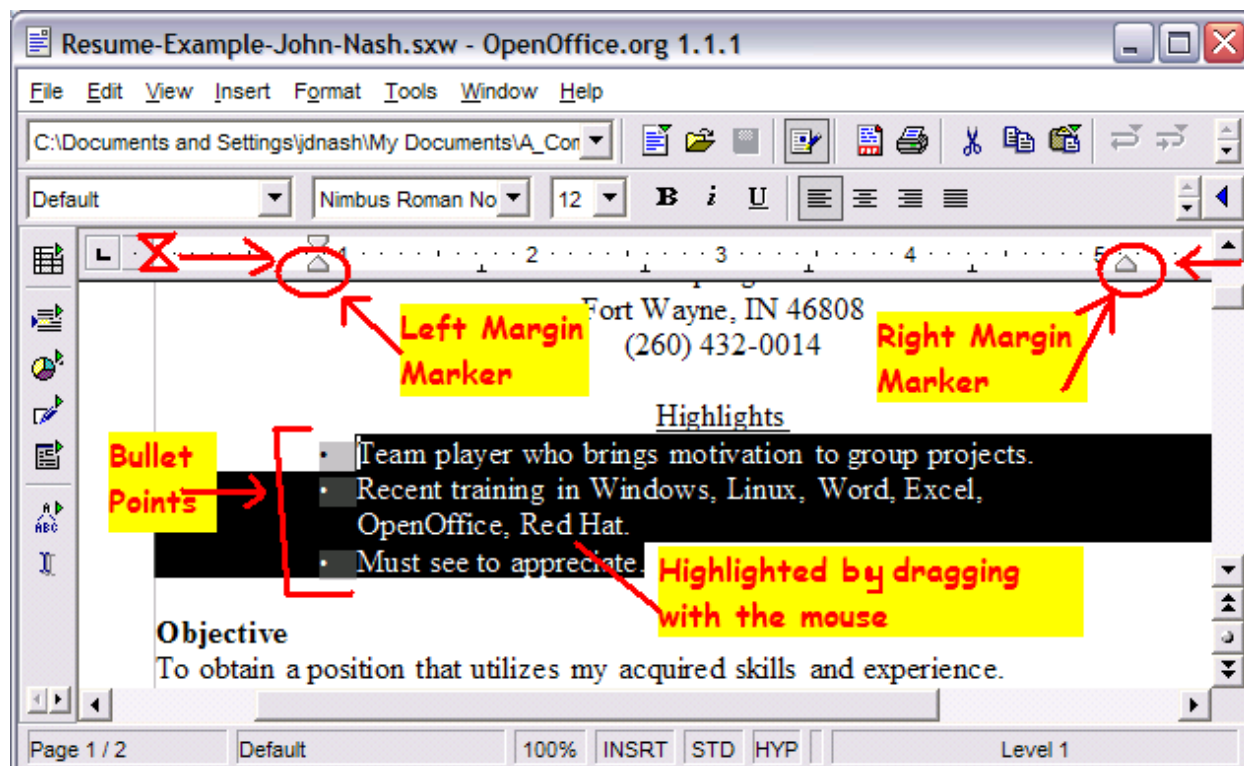 Resume-Example-John-Nash.sxw - OpenOffice.org 1.1.1
File Edit View Insert Format Tools Window Help
C:\Documents and Settings\jdnash\My Documents\A_Con
Default Nimbus Roman No 12 B i U
1 2 3 4 5
Fort Wayne, IN 46808
(260) 432-0014
Left Margin
Marker
Right Margin
Marker
Highlights
Bullet
Points
• Team player who brings motivation to group projects.
• Recent training in Windows, Linux, Word, Excel,
OpenOffice, Red Hat.
• Must see to appreciate.
Highlighted by dragging
with the mouse
Objective
To obtain a position that utilizes my acquired skills and experience.
Page 1 / 2 Default 100% INSRT STD HYP Level 1